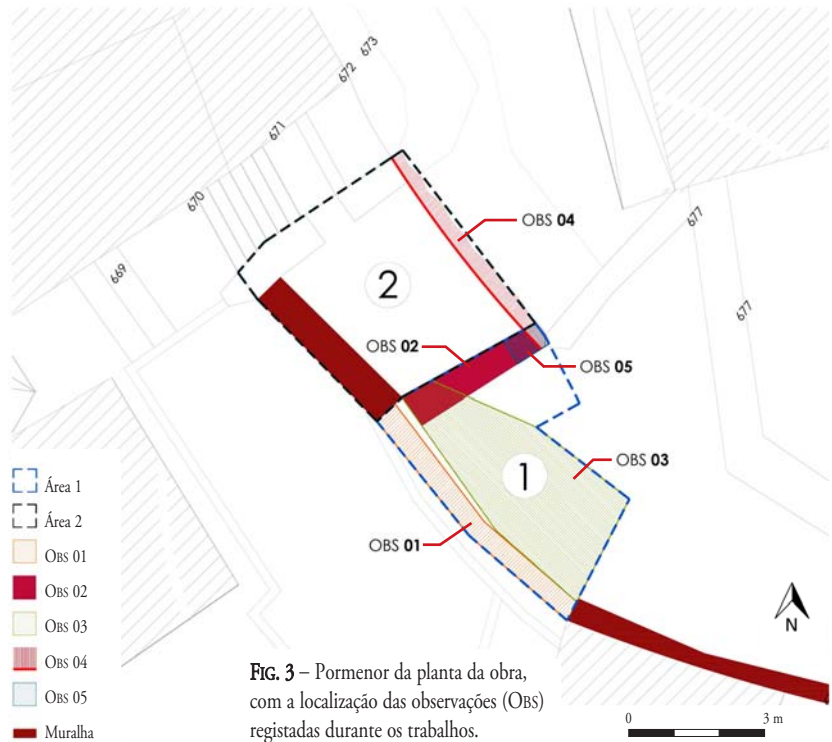 673
672
671
670
669
677
677
OBS 04
2
OBS 02
OBS 05
OBS 03
1
OBS 01
Área 1
Área 2
OBS 01
OBS 02
OBS 03
OBS 04
OBS 05
Muralha
N
FIG. 3 – Pormenor da planta da obra,
com a localização das observações (OBS)
registadas durante os trabalhos.
0 3 m